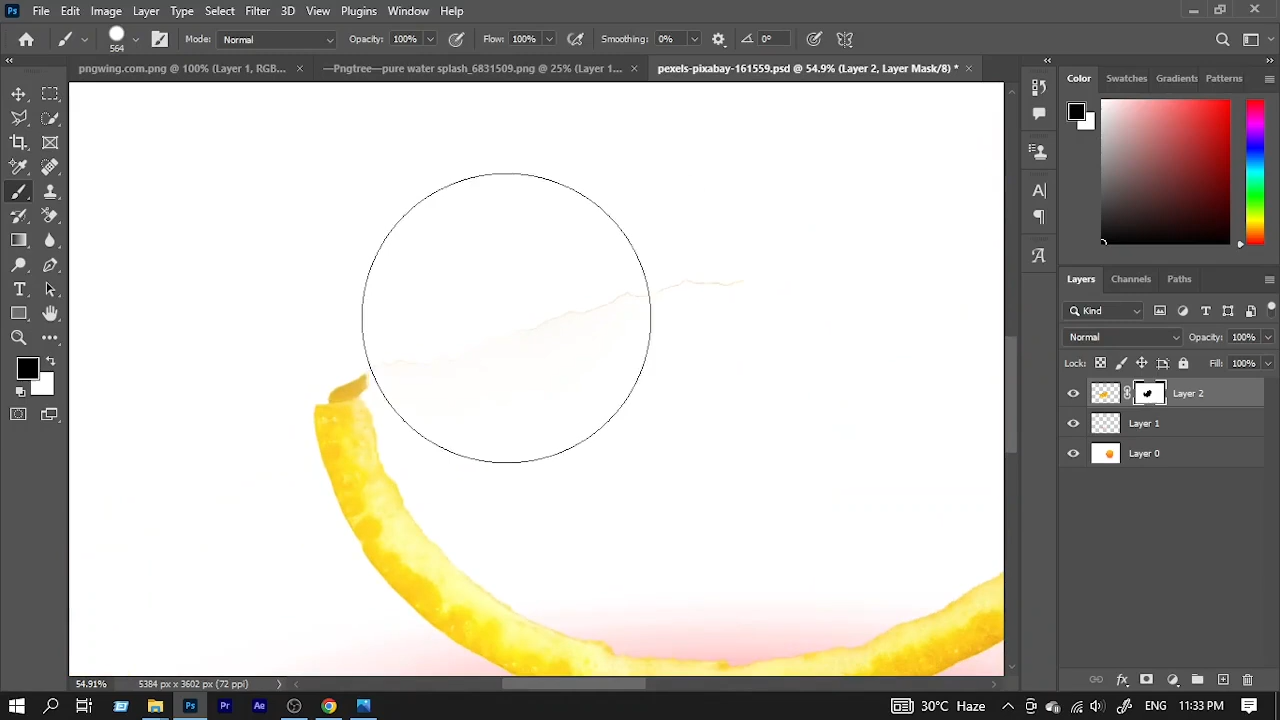 Ps File Edit Image Layer Type Select Filter 3D View Plugins Window Help
564 Mode: Normal Opacity: 100% Flow: 100% Smoothing: 0% 0°
pngwing.com.png @ 100% (Layer 1, RGB... × —Pngtree—pure water splash_6831509.png @ 25% (Layer 1... × pexels-pixabay-161559.psd @ 54.9% (Layer 2, Layer Mask/8) * ×
Color Swatches Gradients Patterns
Layers Channels Paths
Kind
Normal Opacity: 100%
Lock: Fill: 100%
Layer 2
Layer 1
Layer 0
54.91% 5384 px x 3602 px (72 ppi)
Ps Pr Ae 30°C Haze ENG 11:33 PM